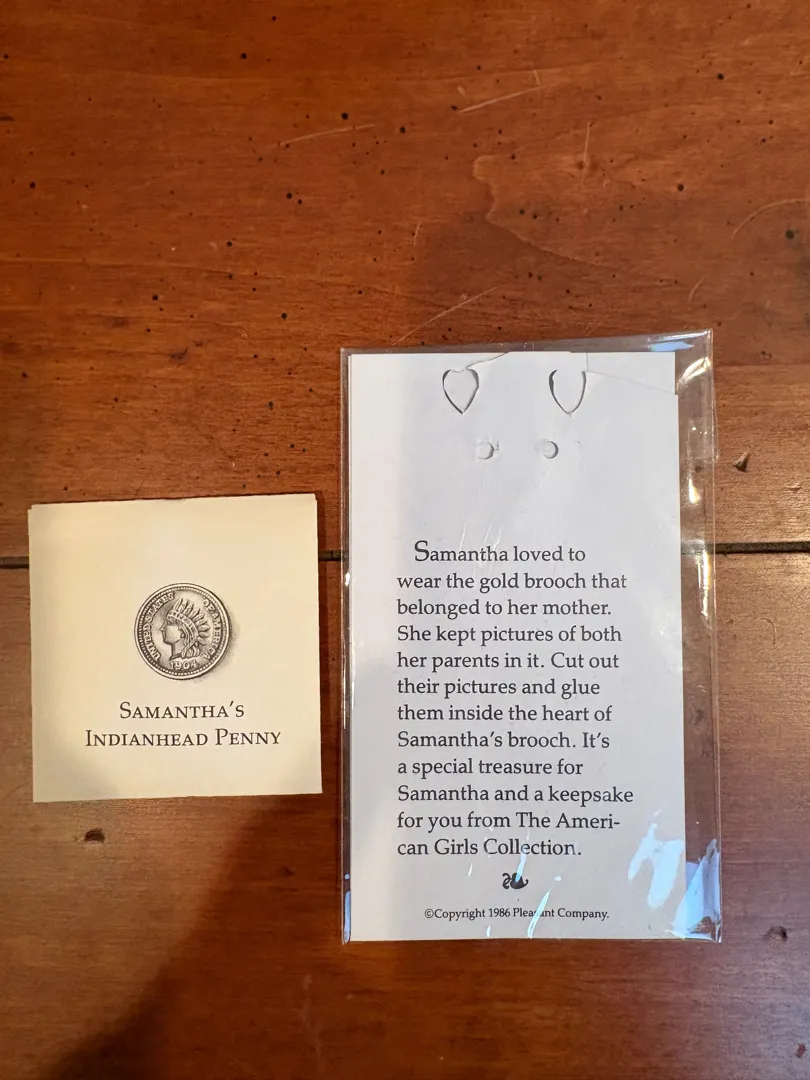 UNITED STATES OF AMERICA
1904
SAMANTHA'S
INDIANHEAD PENNY
Samantha loved to
wear the gold brooch that
belonged to her mother.
She kept pictures of both
her parents in it. Cut out
their pictures and glue
them inside the heart of
Samantha's brooch. It's
a special treasure for
Samantha and a keepsake
for you from The Ameri-
can Girls Collection.
©Copyright 1986 Pleasant Company.